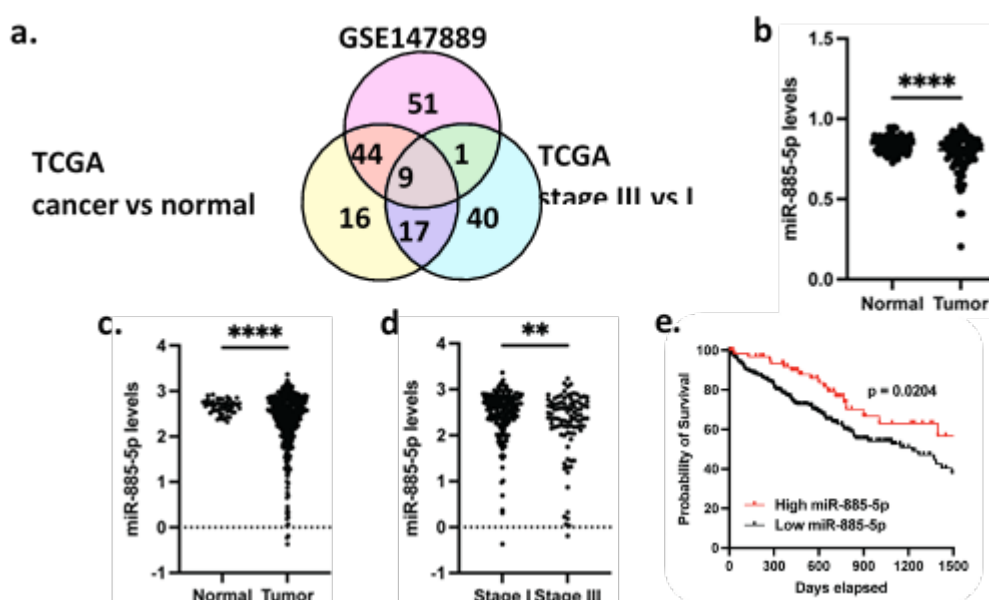 a.
GSE147889
51
44
1
9
16
17
40
TCGA
cancer vs normal
TCGA
stage III vs I
b
miR-885-5p levels
1.5
1.0
0.5
0.0
****
Normal Tumor
c.
miR-885-5p levels
4
3
2
1
0
-1
****
Normal Tumor
d
miR-885-5p levels
4
3
2
1
0
-1
**
Stage I Stage III
e.
Probability of Survival
100
80
60
40
20
0
p = 0.0204
High miR-885-5p
Low miR-885-5p
0 300 600 900 1200 1500
Days elapsed